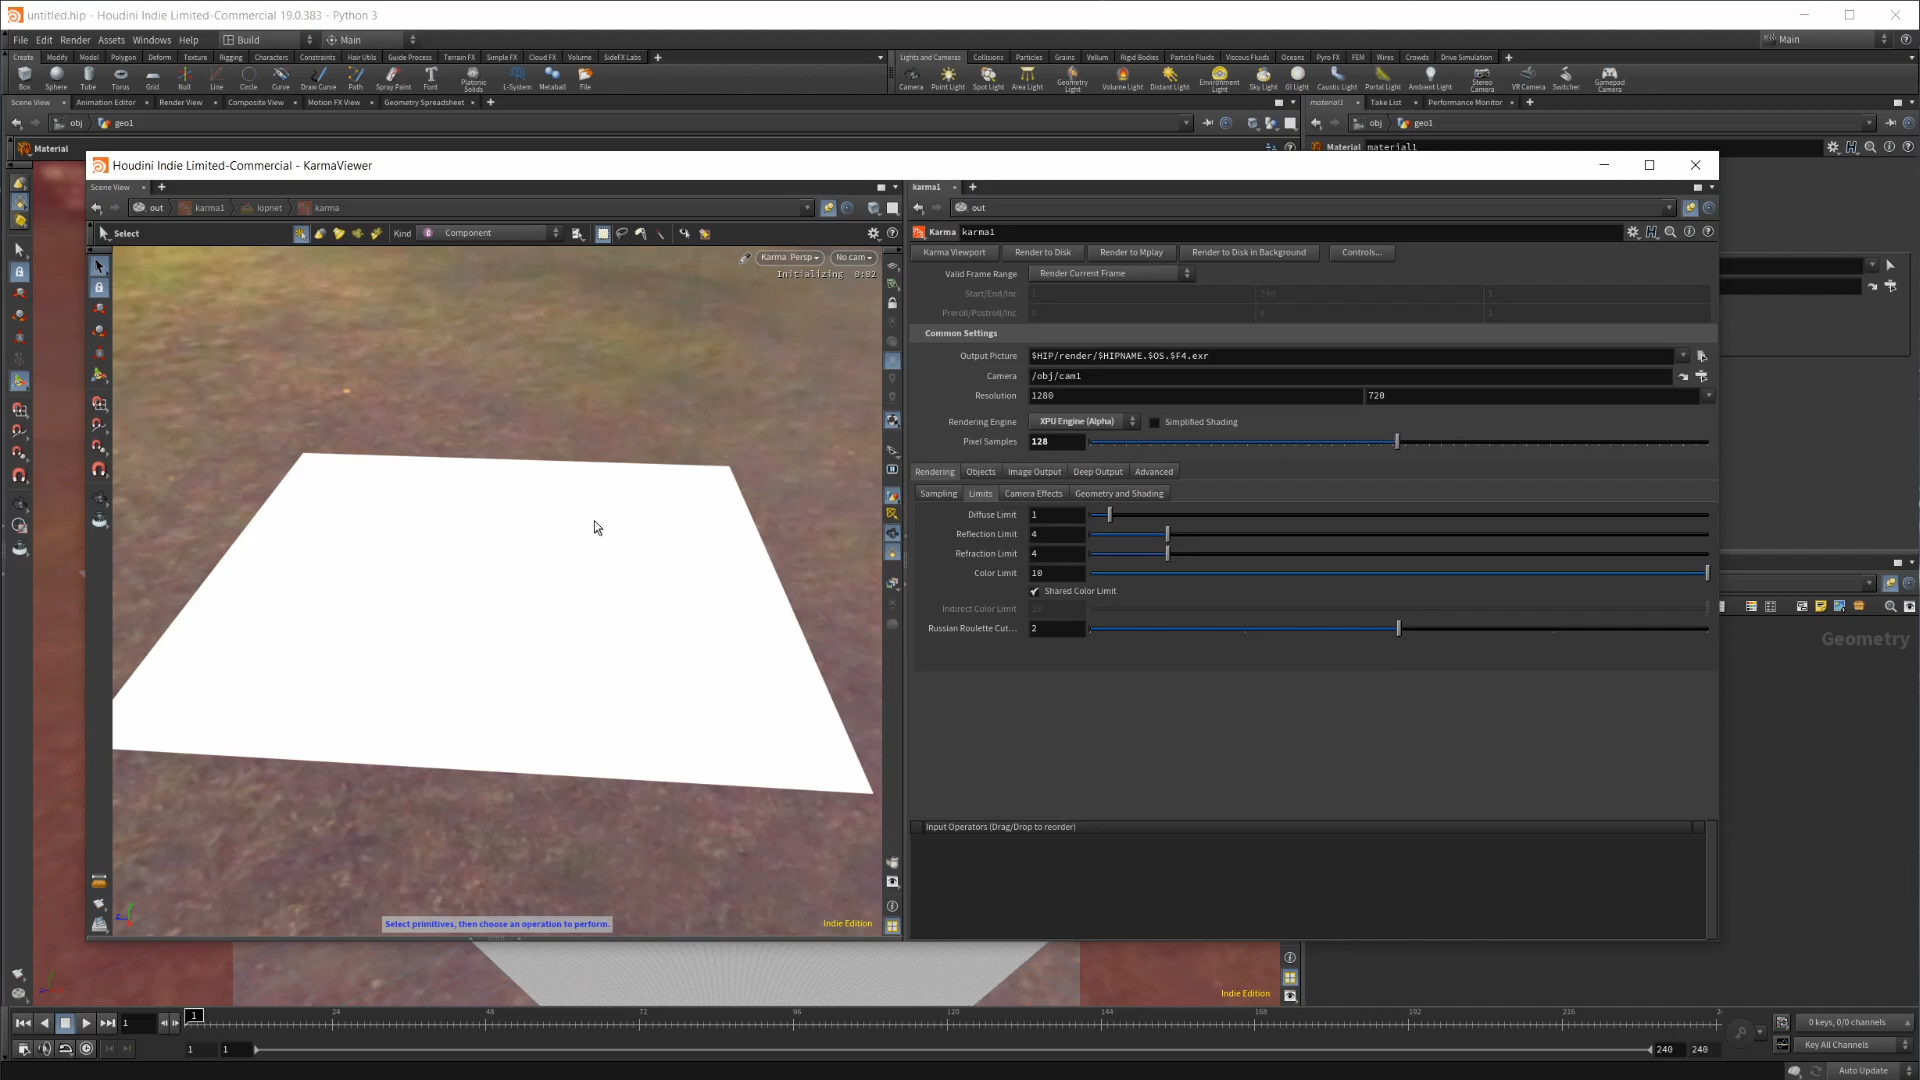 untitled.hip - Houdini Indie Limited-Commercial 19.0.383 - Python 3
File Edit Render Assets Windows Help Build Main Main
Create Modify Model Polygon Deform Texture Rigging Characters Constraints Hair Utils Guide Process Terrain FX Simple FX Cloud FX Volume SideFX Labs Lights and Cameras Collisions Particles Grains Vellum Rigid Bodies Particle Fluids Viscous Fluids Oceans Pyro FX FEM Wires Crowds Drive Simulation
Box Sphere Tube Torus Grid Null Line Circle Curve Draw Curve Path Spray Paint Font Platonic Solids L-System Metaball File Camera Point Light Spot Light Area Light Geometry Light Volume Light Distant Light Environment Light Sky Light GI Light Caustic Light Portal Light Ambient Light Stereo Camera VR Camera Switcher Gamepad Camera
Scene View Animation Editor Render View Composite View Motion FX View Geometry Spreadsheet material1 Take List Performance Monitor
obj geo1 obj geo1
Material Material material1
Houdini Indie Limited-Commercial - KarmaViewer
Scene View karma1
out karma1 lopnet karma out
Select Kind Component Karma karma1
Karma Persp No cam
Initializing 0:02
Karma Viewport Render to Disk Render to Mplay Render to Disk in Background Controls...
Valid Frame Range Render Current Frame
Start/End/Inc 1 240 1
Preroll/Postroll/Inc 0 0 1
Common Settings
Output Picture $HIP/render/$HIPNAME.$OS.$F4.exr
Camera /obj/cam1
Resolution 1280 720
Rendering Engine XPU Engine (Alpha) Simplified Shading
Pixel Samples 128
Rendering Objects Image Output Deep Output Advanced
Sampling Limits Camera Effects Geometry and Shading
Diffuse Limit 1
Reflection Limit 4
Refraction Limit 4
Color Limit 10
Shared Color Limit
Indirect Color Limit 10
Russian Roulette Cut... 2
Geometry
Input Operators (Drag/Drop to reorder)
Select primitives, then choose an operation to perform.
Indie Edition
Indie Edition
1 1 24 48 72 96 120 144 168 192 216 2
0 keys, 0/0 channels
1 1 240 240 Key All Channels
Auto Update